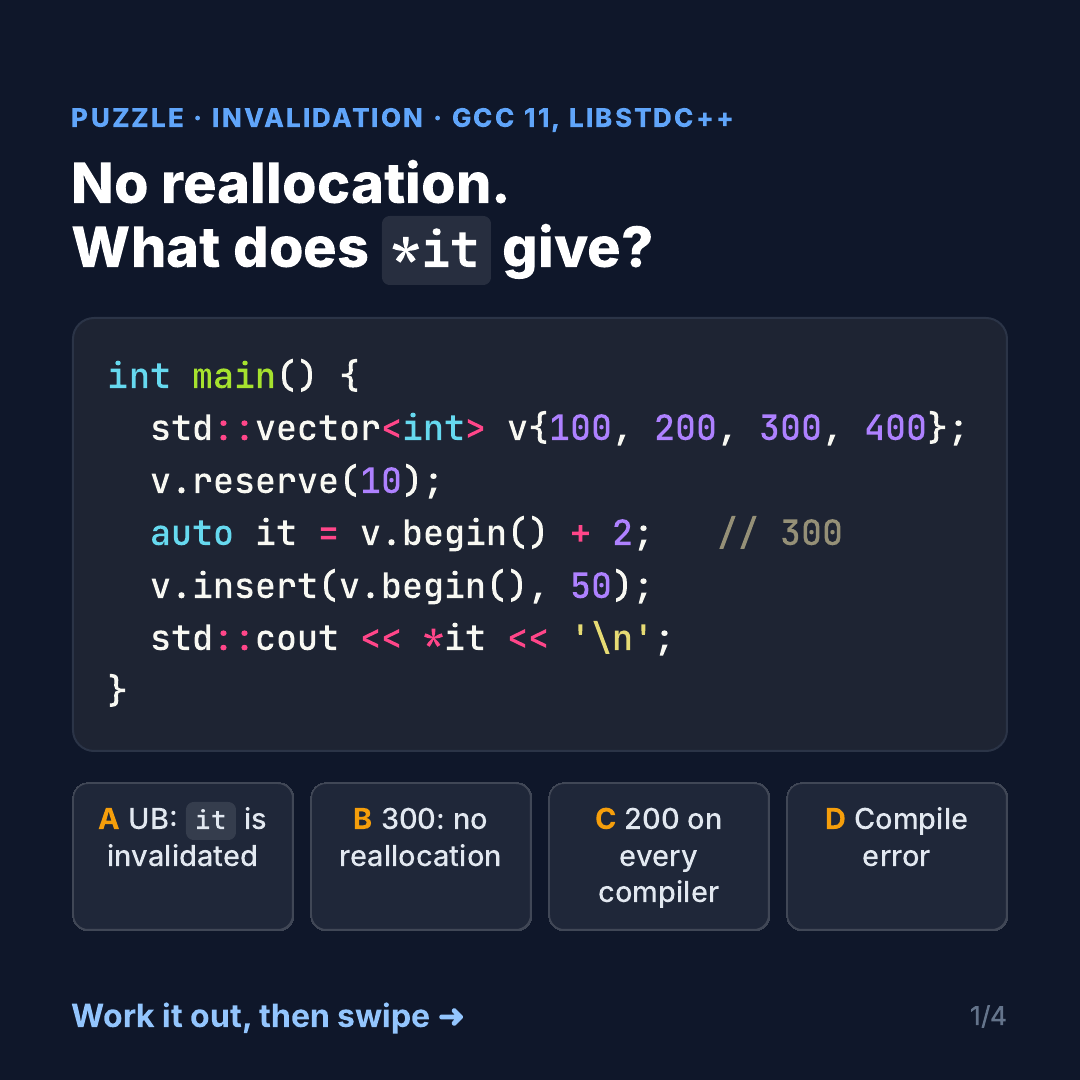 PUZZLE · INVALIDATION · GCC 11, LIBSTDC++
No reallocation.
What does *it give?
int main() {
  std::vector<int> v{100, 200, 300, 400};
  v.reserve(10);
  auto it = v.begin() + 2;   // 300
  v.insert(v.begin(), 50);
  std::cout << *it << '\n';
}
A UB: it is
invalidated
B 300: no
reallocation
C 200 on
every
compiler
D Compile
error
Work it out, then swipe ➜
1/4